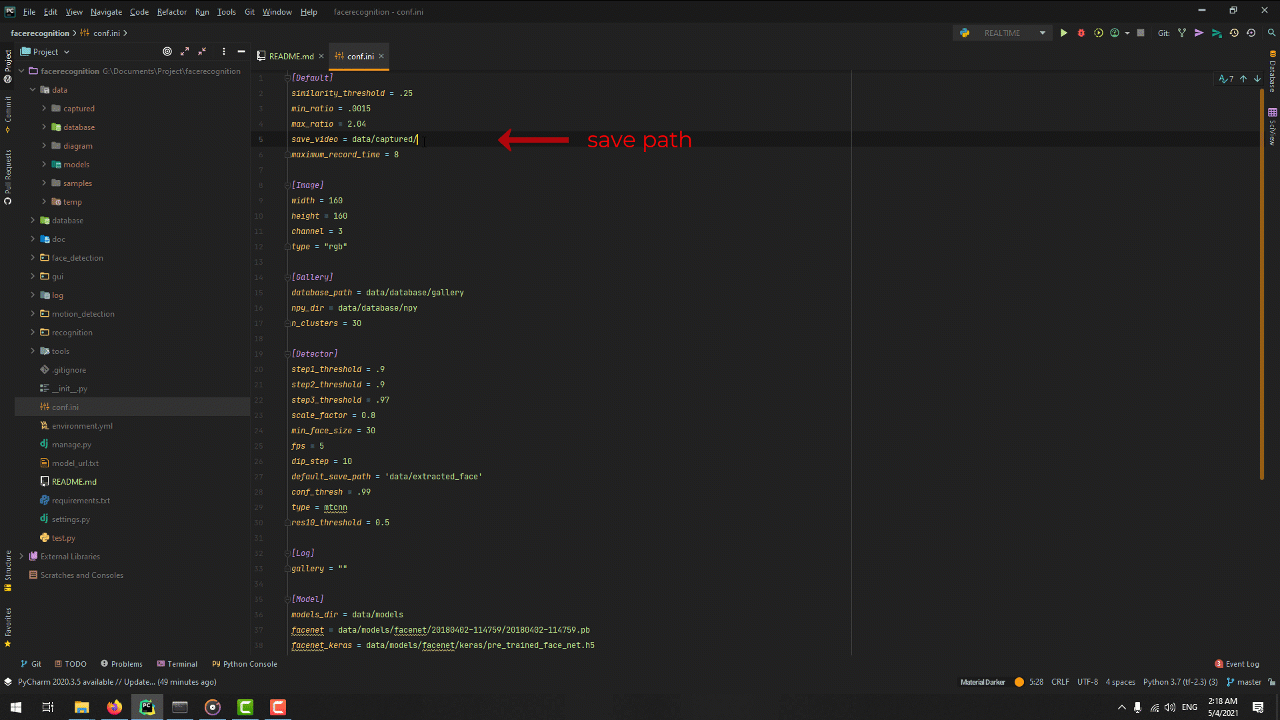 File Edit View Navigate Code Refactor Run Tools Git Window Help facerecognition - conf.ini
facerecognition conf.ini
REALTIME
Git:
Project
README.md
conf.ini
facerecognition G:\Documents\Project\facerecognition
data
captured
database
diagram
models
samples
temp
database
doc
face_detection
gui
log
motion_detection
recognition
tools
.gitignore
__init__.py
conf.ini
environment.yml
manage.py
model_url.txt
README.md
requirements.txt
settings.py
test.py
External Libraries
Scratches and Consoles
Project
Commit
Pull Requests
Structure
Favorites
1 [Default]
2 similarity_threshold = .25
3 min_ratio = .0015
4 max_ratio = 2.04
5 save_video = data/captured/
6 maximum_record_time = 8
7
8 [Image]
9 width = 160
10 height = 160
11 channel = 3
12 type = "rgb"
13
14 [Gallery]
15 database_path = data/database/gallery
16 npy_dir = data/database/npy
17 n_clusters = 30
18
19 [Detector]
20 step1_threshold = .9
21 step2_threshold = .9
22 step3_threshold = .97
23 scale_factor = 0.8
24 min_face_size = 30
25 fps = 5
26 dip_step = 10
27 default_save_path = 'data/extracted_face'
28 conf_thresh = .99
29 type = mtcnn
30 res10_threshold = 0.5
31
32 [Log]
33 gallery = ""
34
35 [Model]
36 models_dir = data/models
37 facenet = data/models/facenet/20180402-114759/20180402-114759.pb
38 facenet_keras = data/models/facenet/keras/pre_trained_face_net.h5
save path
7
Database
SciView
Git TODO Problems Terminal Python Console
3 Event Log
PyCharm 2020.3.5 available // Update... (49 minutes ago)
Material Darker 5:28 CRLF UTF-8 4 spaces Python 3.7 (tf-2.3) (3) master
ENG
2:18 AM
5/4/2021